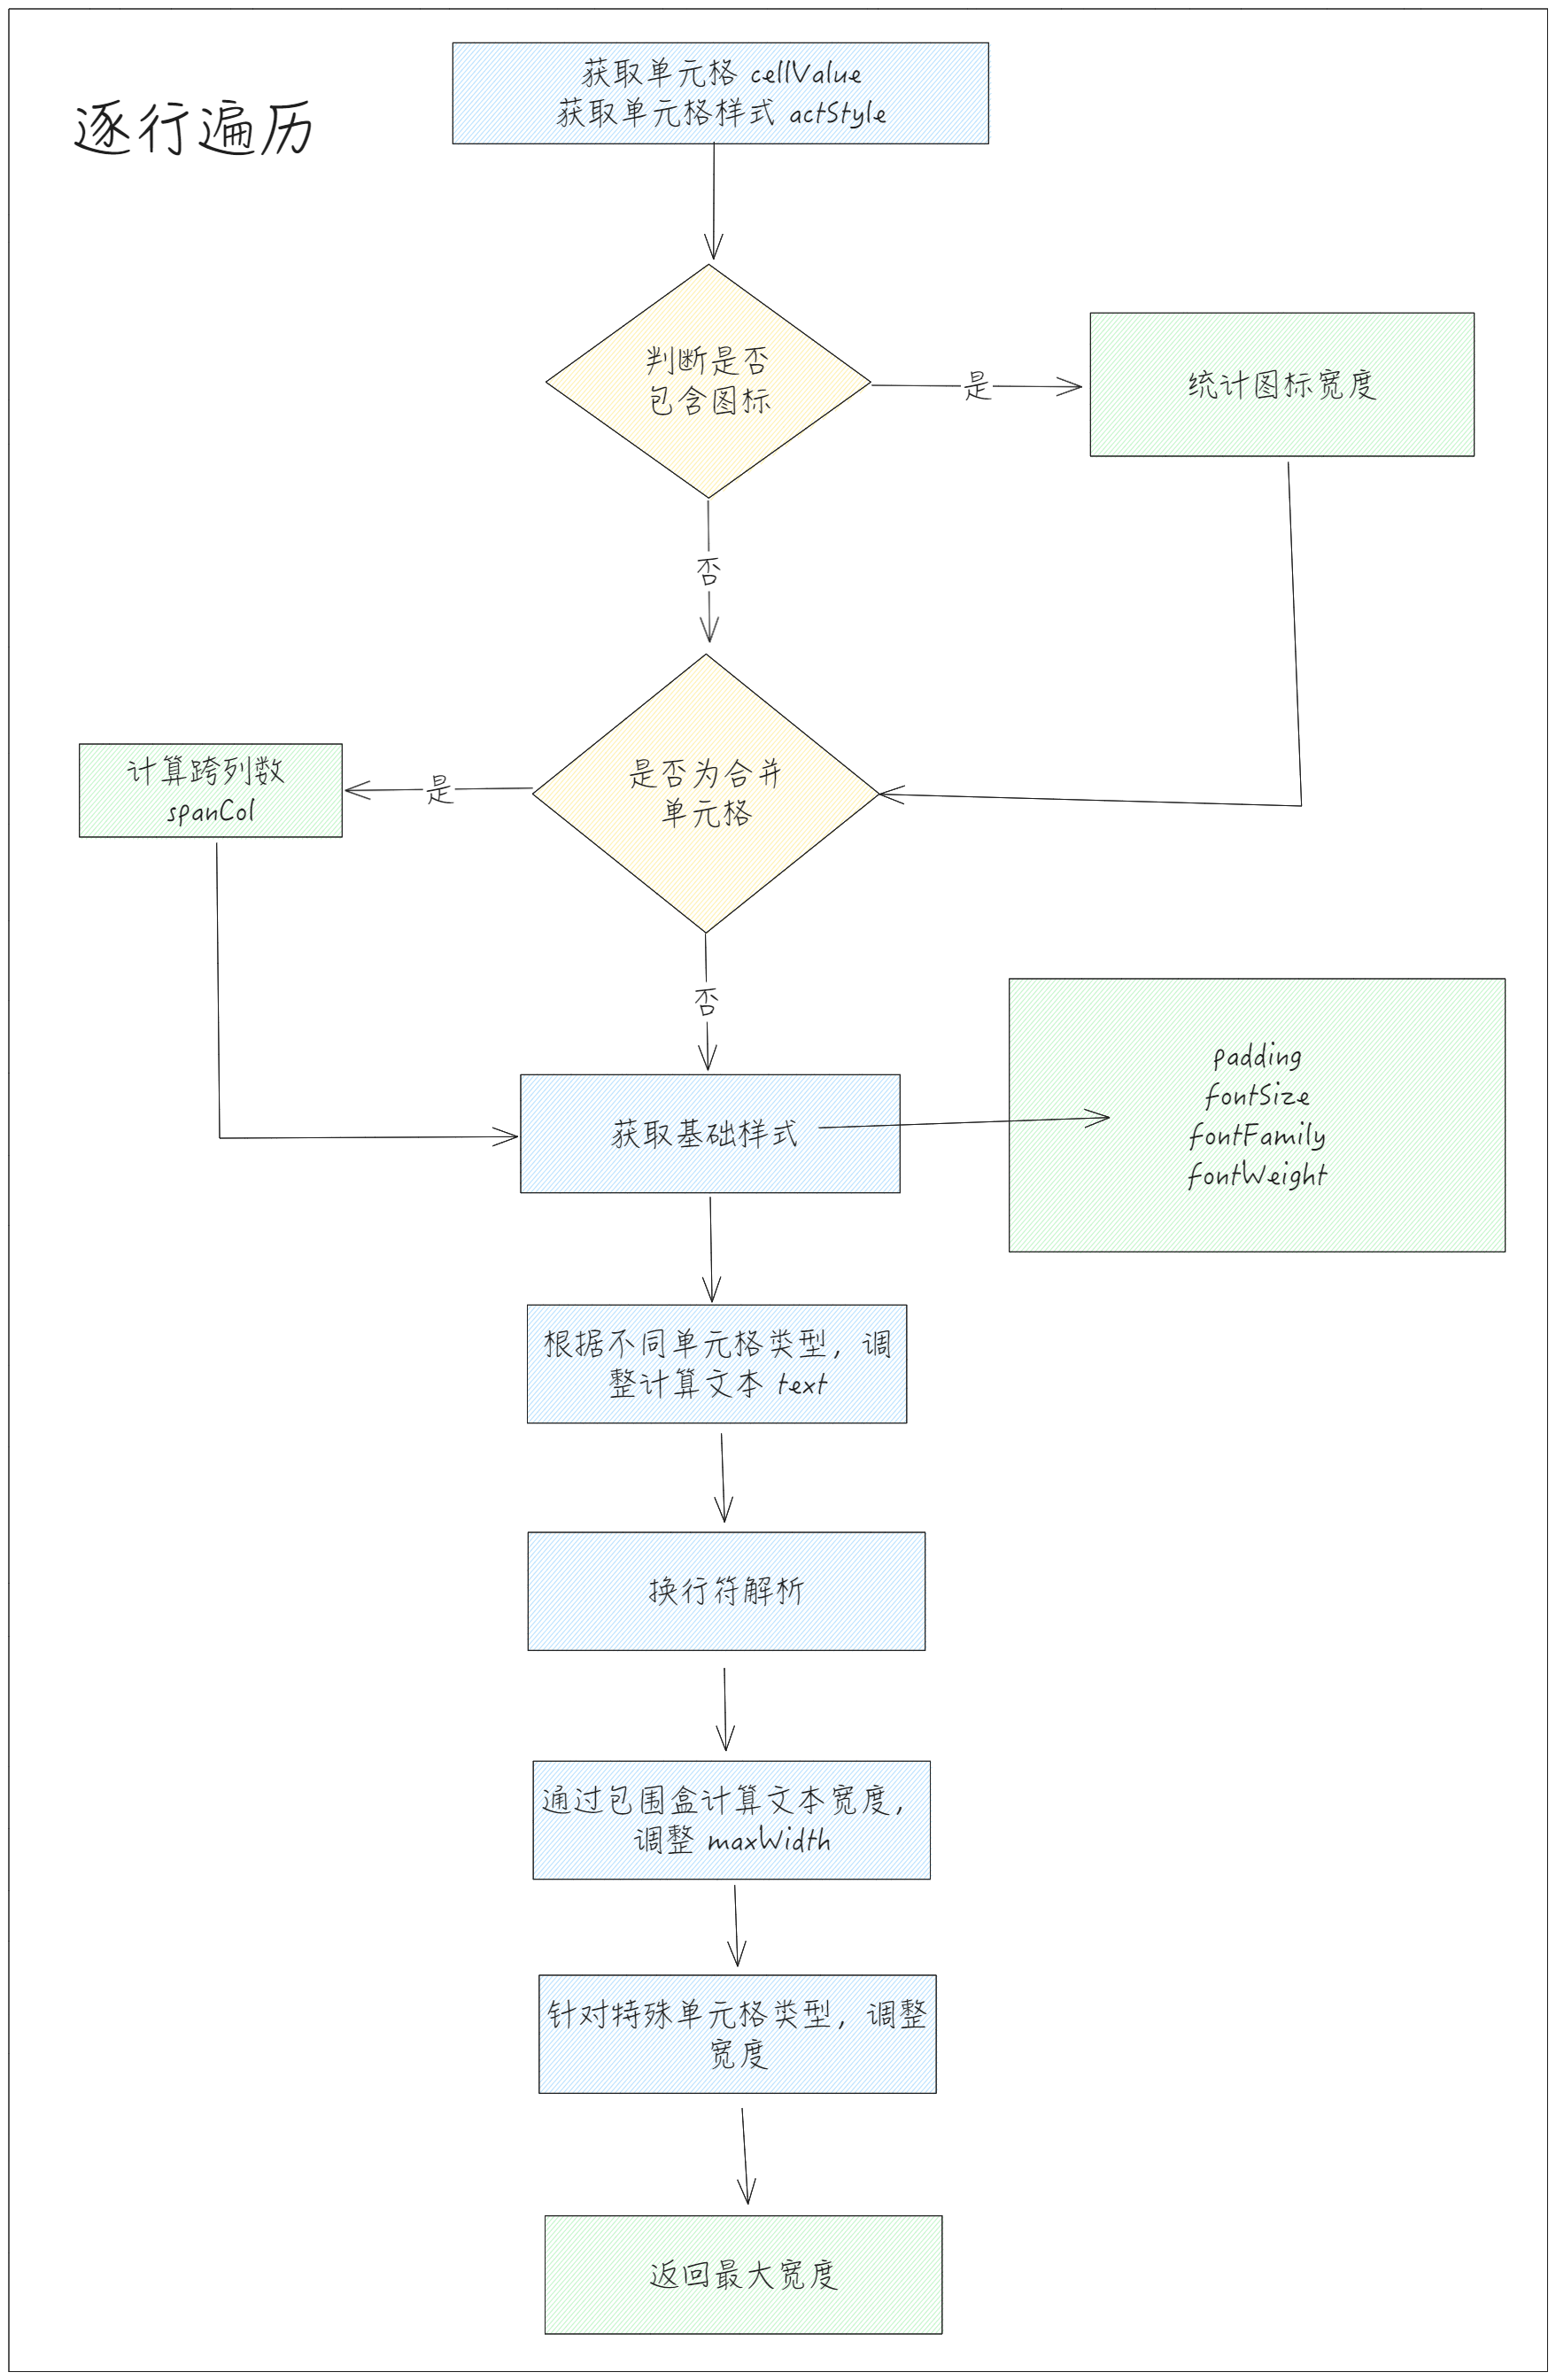 逐行遍历
获取单元格 cellValue
获取单元格样式 actStyle
判断是否
包含图标
是
统计图标宽度
否
是否为合并
单元格
是
计算跨列数
spanCol
否
获取基础样式
padding
fontSize
fontFamily
fontWeight
根据不同单元格类型，调
整计算文本 text
换行符解析
通过包围盒计算文本宽度，
调整 maxWidth
针对特殊单元格类型，调整
宽度
返回最大宽度